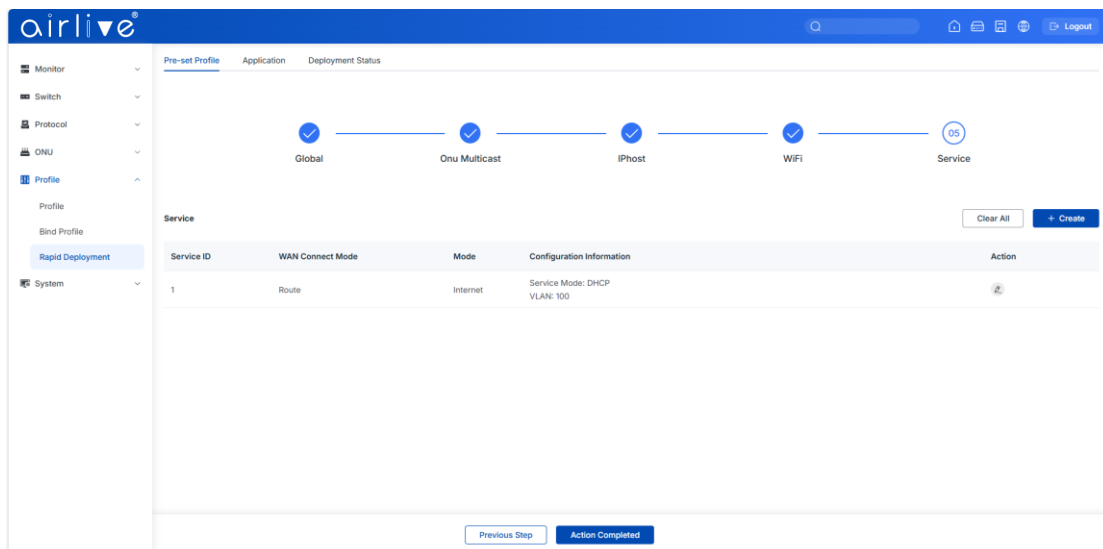 airlive®
Logout
Monitor
Switch
Protocol
ONU
Profile
Profile
Bind Profile
Rapid Deployment
System
Pre-set Profile Application Deployment Status
05
Global Onu Multicast IPhost WiFi Service
Service Clear All + Create
Service ID WAN Connect Mode Mode Configuration Information Action
1 Route Internet Service Mode: DHCP
VLAN: 100
Previous Step Action Completed